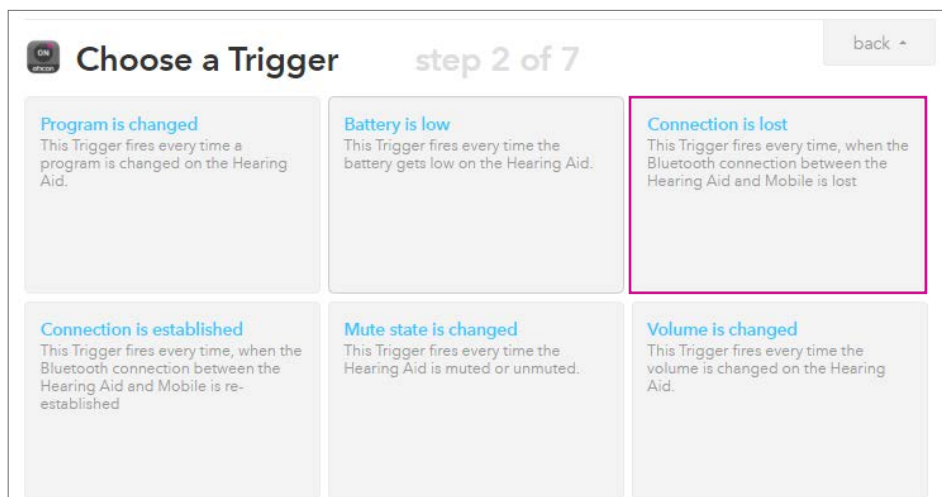 back
ON
oticon
Choose a Trigger step 2 of 7
Program is changed
This Trigger fires every time a
program is changed on the Hearing
Aid.
Battery is low
This Trigger fires every time the
battery gets low on the Hearing Aid.
Connection is lost
This Trigger fires every time, when the
Bluetooth connection between the
Hearing Aid and Mobile is lost
Connection is established
This Trigger fires every time, when the
Bluetooth connection between the
Hearing Aid and Mobile is re-
established
Mute state is changed
This Trigger fires every time the
Hearing Aid is muted or unmuted.
Volume is changed
This Trigger fires every time the
volume is changed on the Hearing
Aid.